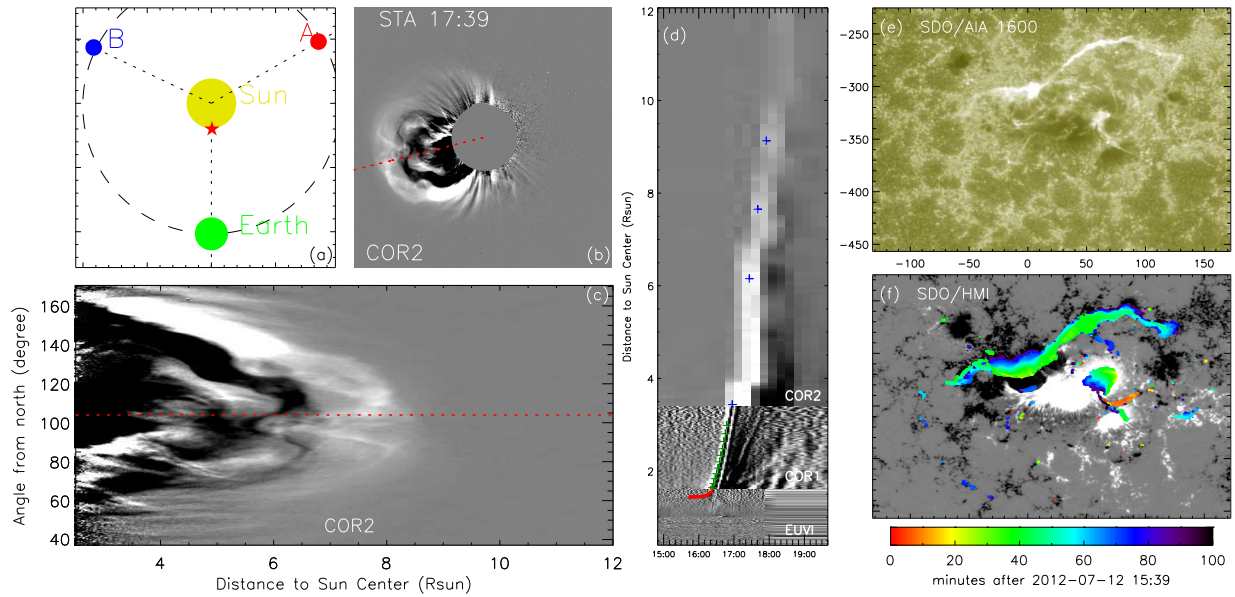 B
A
Sun
Earth
(a)
STA 17:39
COR2
(b)
(c)
160
140
120
100
80
60
40
4
6
8
10
12
Angle from north (degree)
COR2
Distance to Sun Center (Rsun)
(d)
12
10
8
6
4
2
Distance to Sun Center (Rsun)
COR2
COR1
EUVI
15:00
16:00
17:00
18:00
19:00
(e) SDO/AIA 1600
-250
-300
-350
-400
-450
-100
-50
0
50
100
150
(f) SDO/HMI
0
20
40
60
80
100
minutes after 2012-07-12 15:39